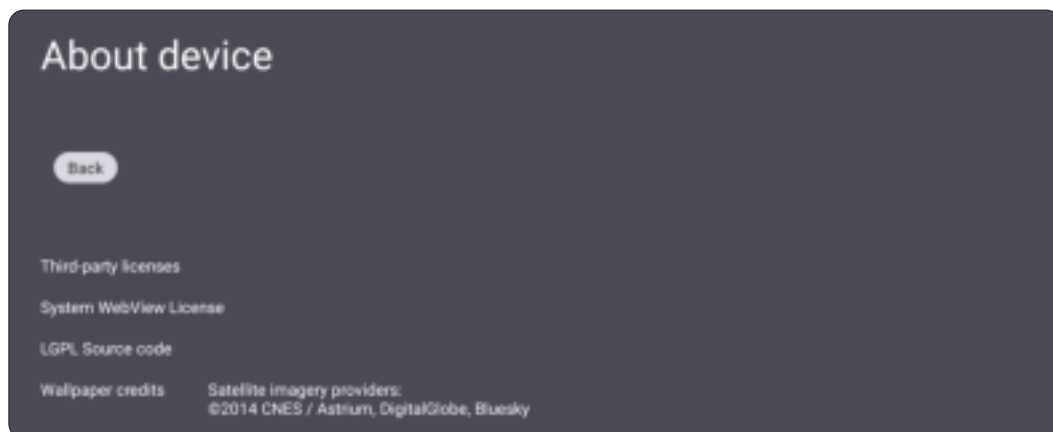 About device
Back
Third-party licenses
System WebView License
LGPL Source code
Wallpaper credits
Satellite imagery providers:
©2014 CNES / Astrium, DigitalGlobe, Bluesky